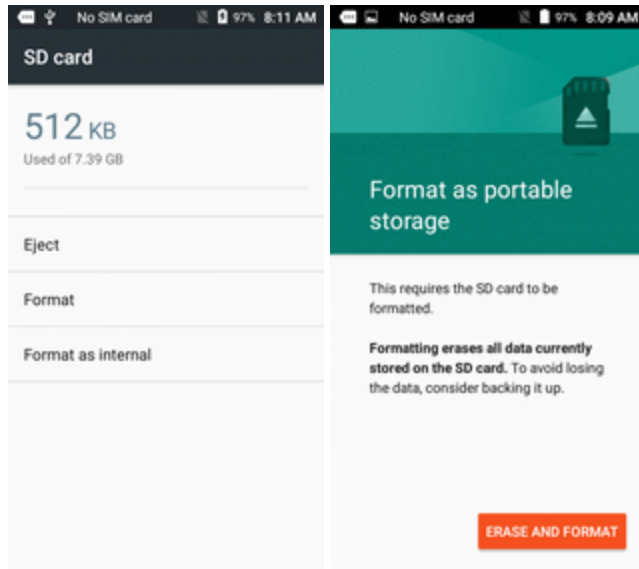 No SIM card 97% 8:11 AM
SD card
512 KB
Used of 7.39 GB
Eject
Format
Format as internal
No SIM card 97% 8:09 AM
Format as portable
storage
This requires the SD card to be
formatted.
Formatting erases all data currently
stored on the SD card. To avoid losing
the data, consider backing it up.
ERASE AND FORMAT